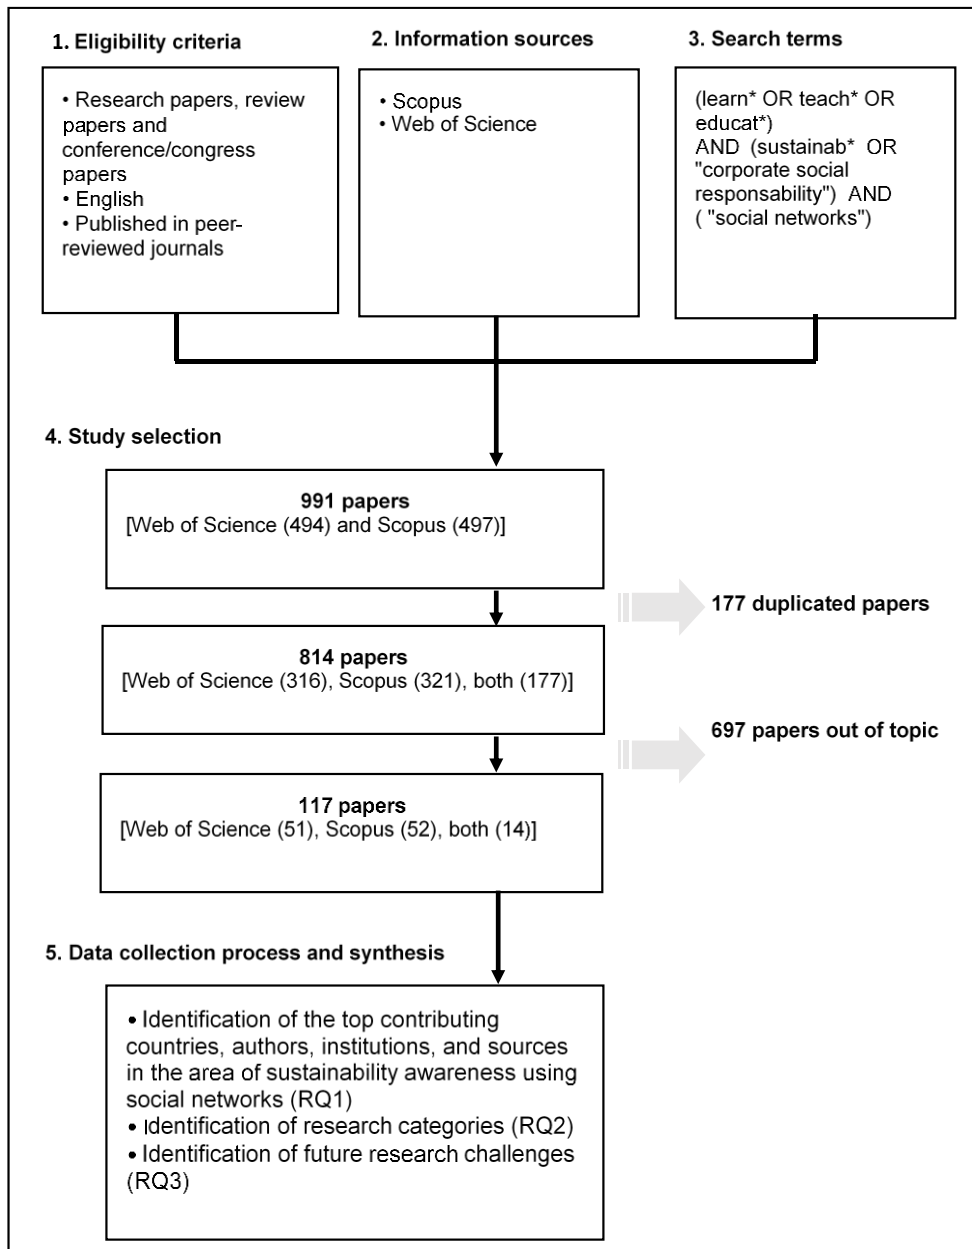 1. Eligibility criteria
• Research papers, review
papers and
conference/congress
papers
• English
• Published in peer-
reviewed journals
2. Information sources
• Scopus
• Web of Science
3. Search terms
(learn* OR teach* OR
educat*)
AND (sustainab* OR
"corporate social
responsability") AND
( "social networks")
4. Study selection
991 papers
[Web of Science (494) and Scopus (497)]
177 duplicated papers
814 papers
[Web of Science (316), Scopus (321), both (177)]
697 papers out of topic
117 papers
[Web of Science (51), Scopus (52), both (14)]
5. Data collection process and synthesis
• Identification of the top contributing
countries, authors, institutions, and sources
in the area of sustainability awareness using
social networks (RQ1)
• Identification of research categories (RQ2)
• Identification of future research challenges
(RQ3)